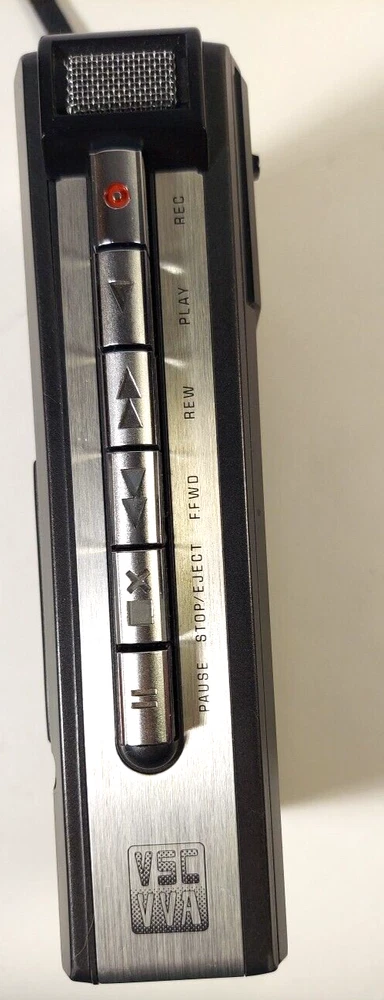 REC
PLAY
REW
F.FWD
STOP/EJECT
PAUSE
VSC
VVA